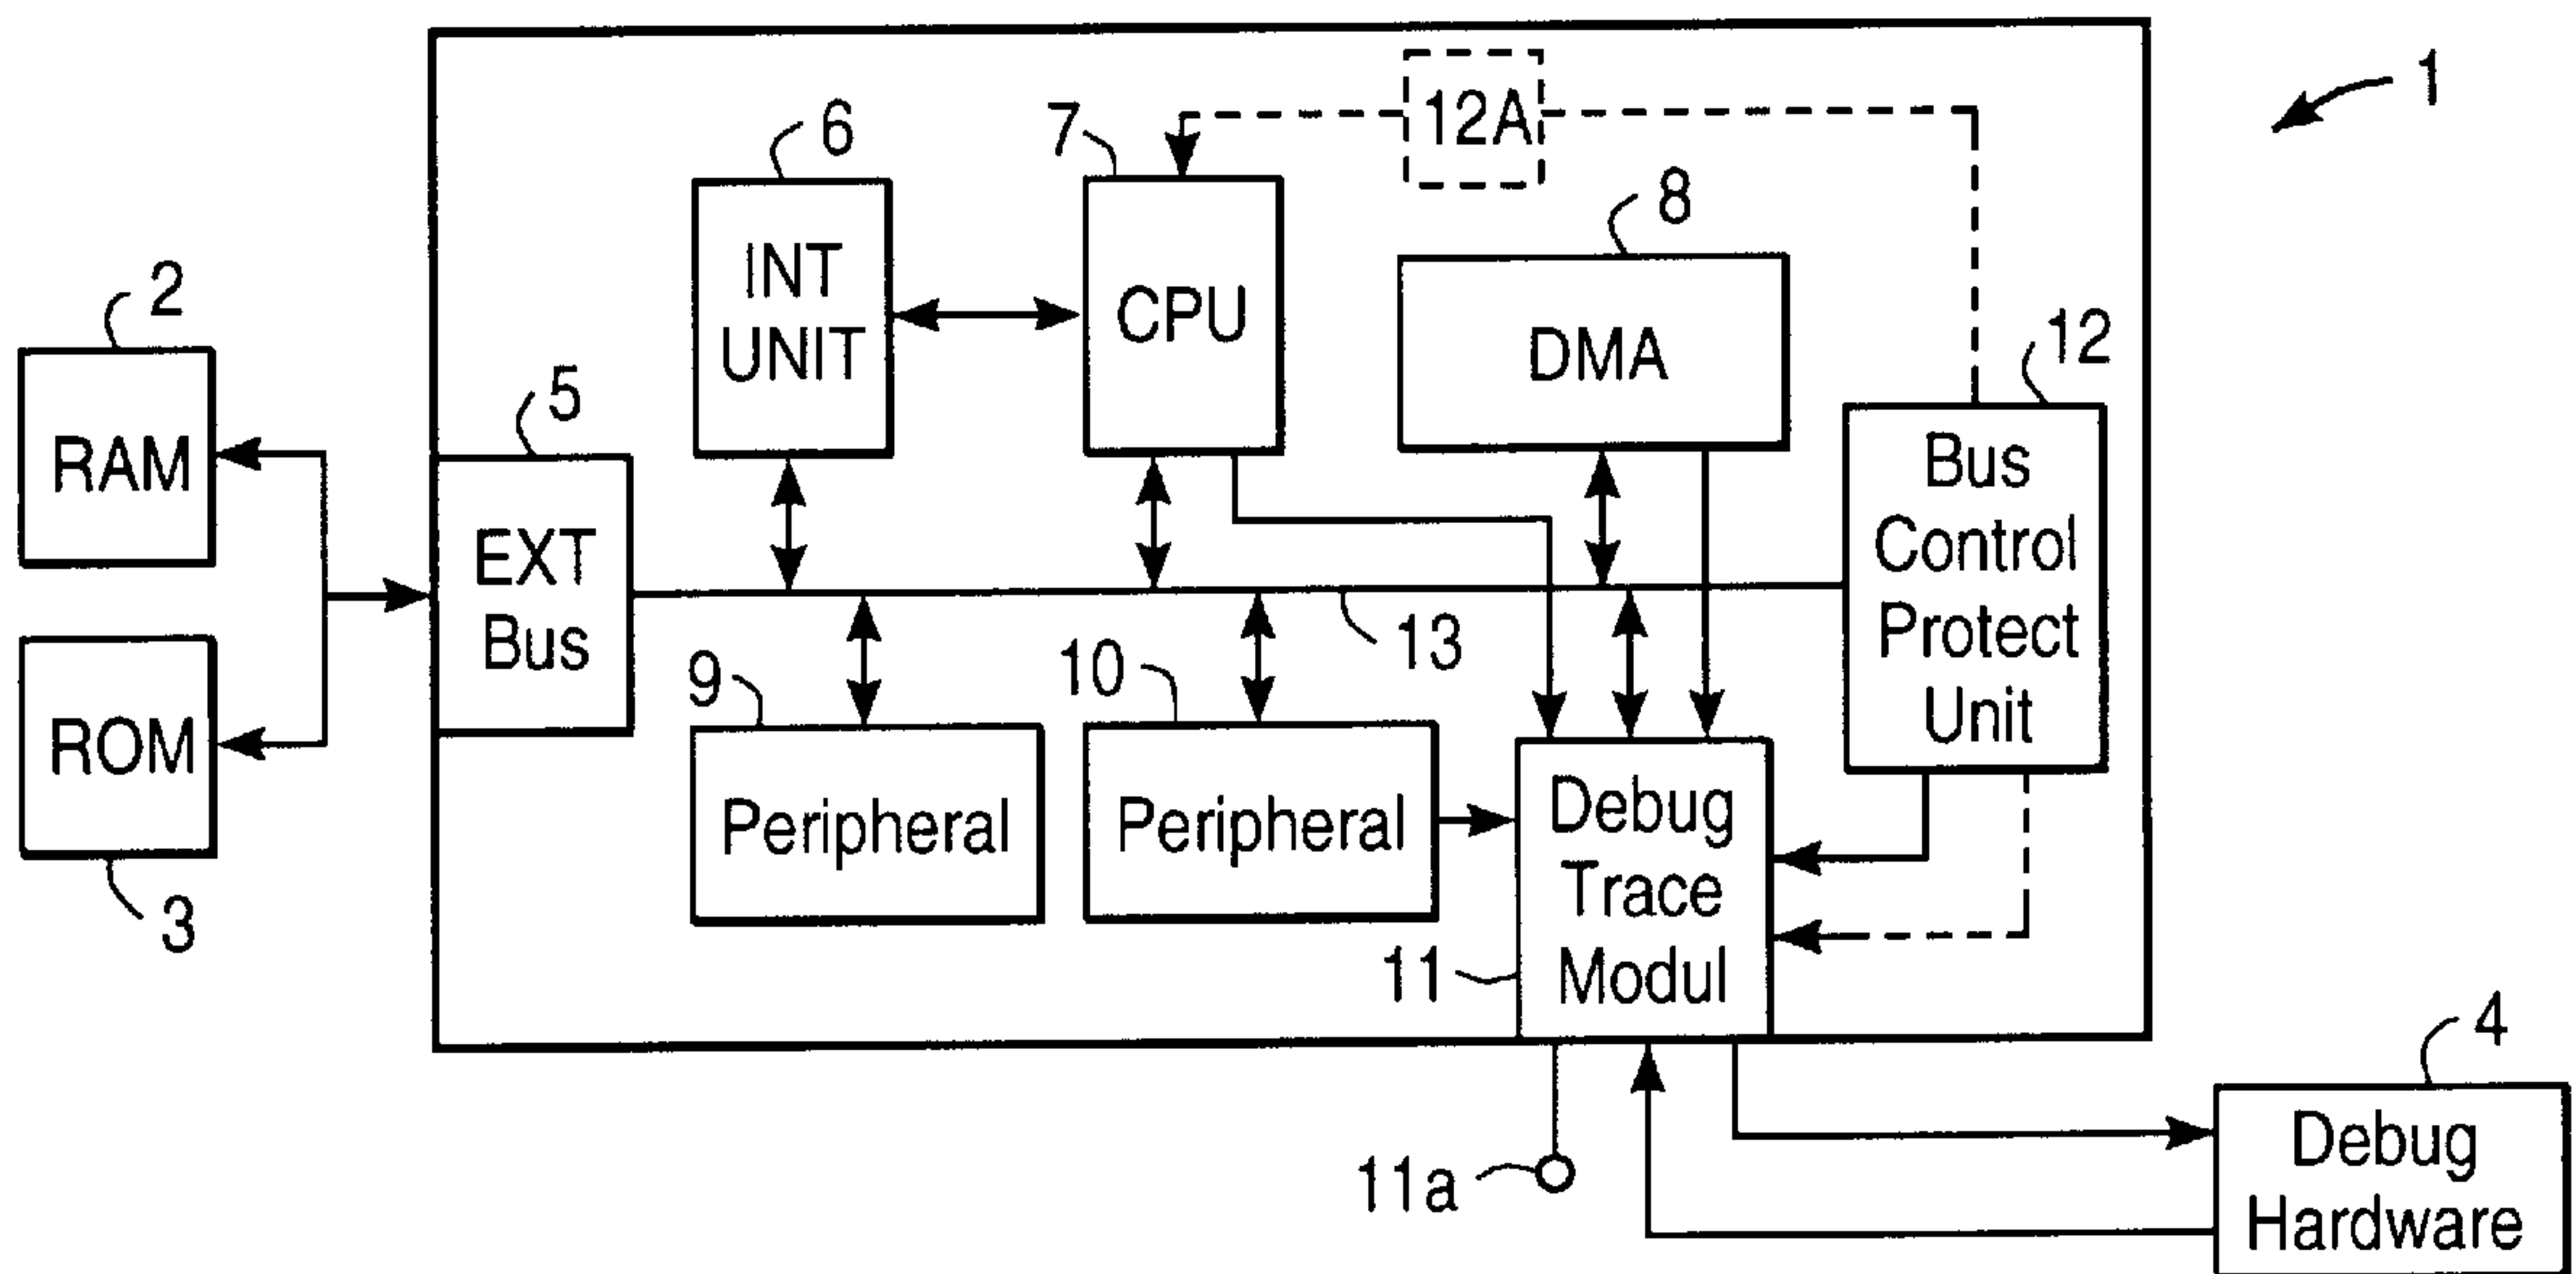 1
12A
6
7
8
INT
UNIT
CPU
DMA
2
RAM
5
EXT
Bus
12
Bus
Control
Protect
Unit
13
ROM
3
9
Peripheral
10
Peripheral
11
Debug
Trace
Modul
11a
4
Debug
Hardware